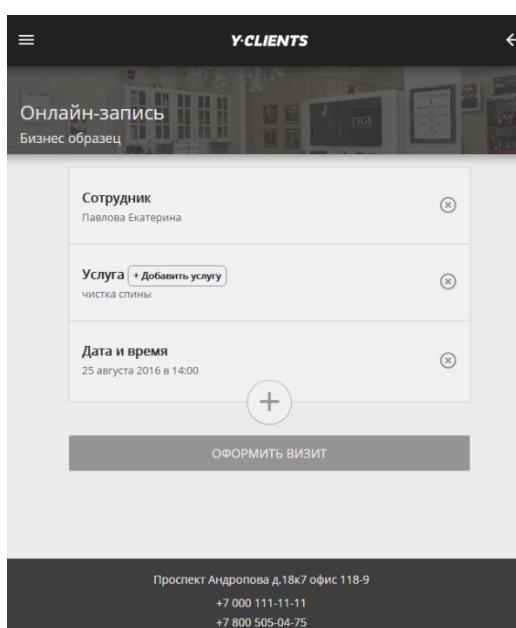 Y·CLIENTS
TIGI
Онлайн-запись
Бизнес образец
Сотрудник
Павлова Екатерина
Услуга + Добавить услугу
чистка спины
Дата и время
25 августа 2016 в 14:00
ОФОРМИТЬ ВИЗИТ
Проспект Андропова д.18к7 офис 118-9
+7 000 111-11-11
+7 800 505-04-75